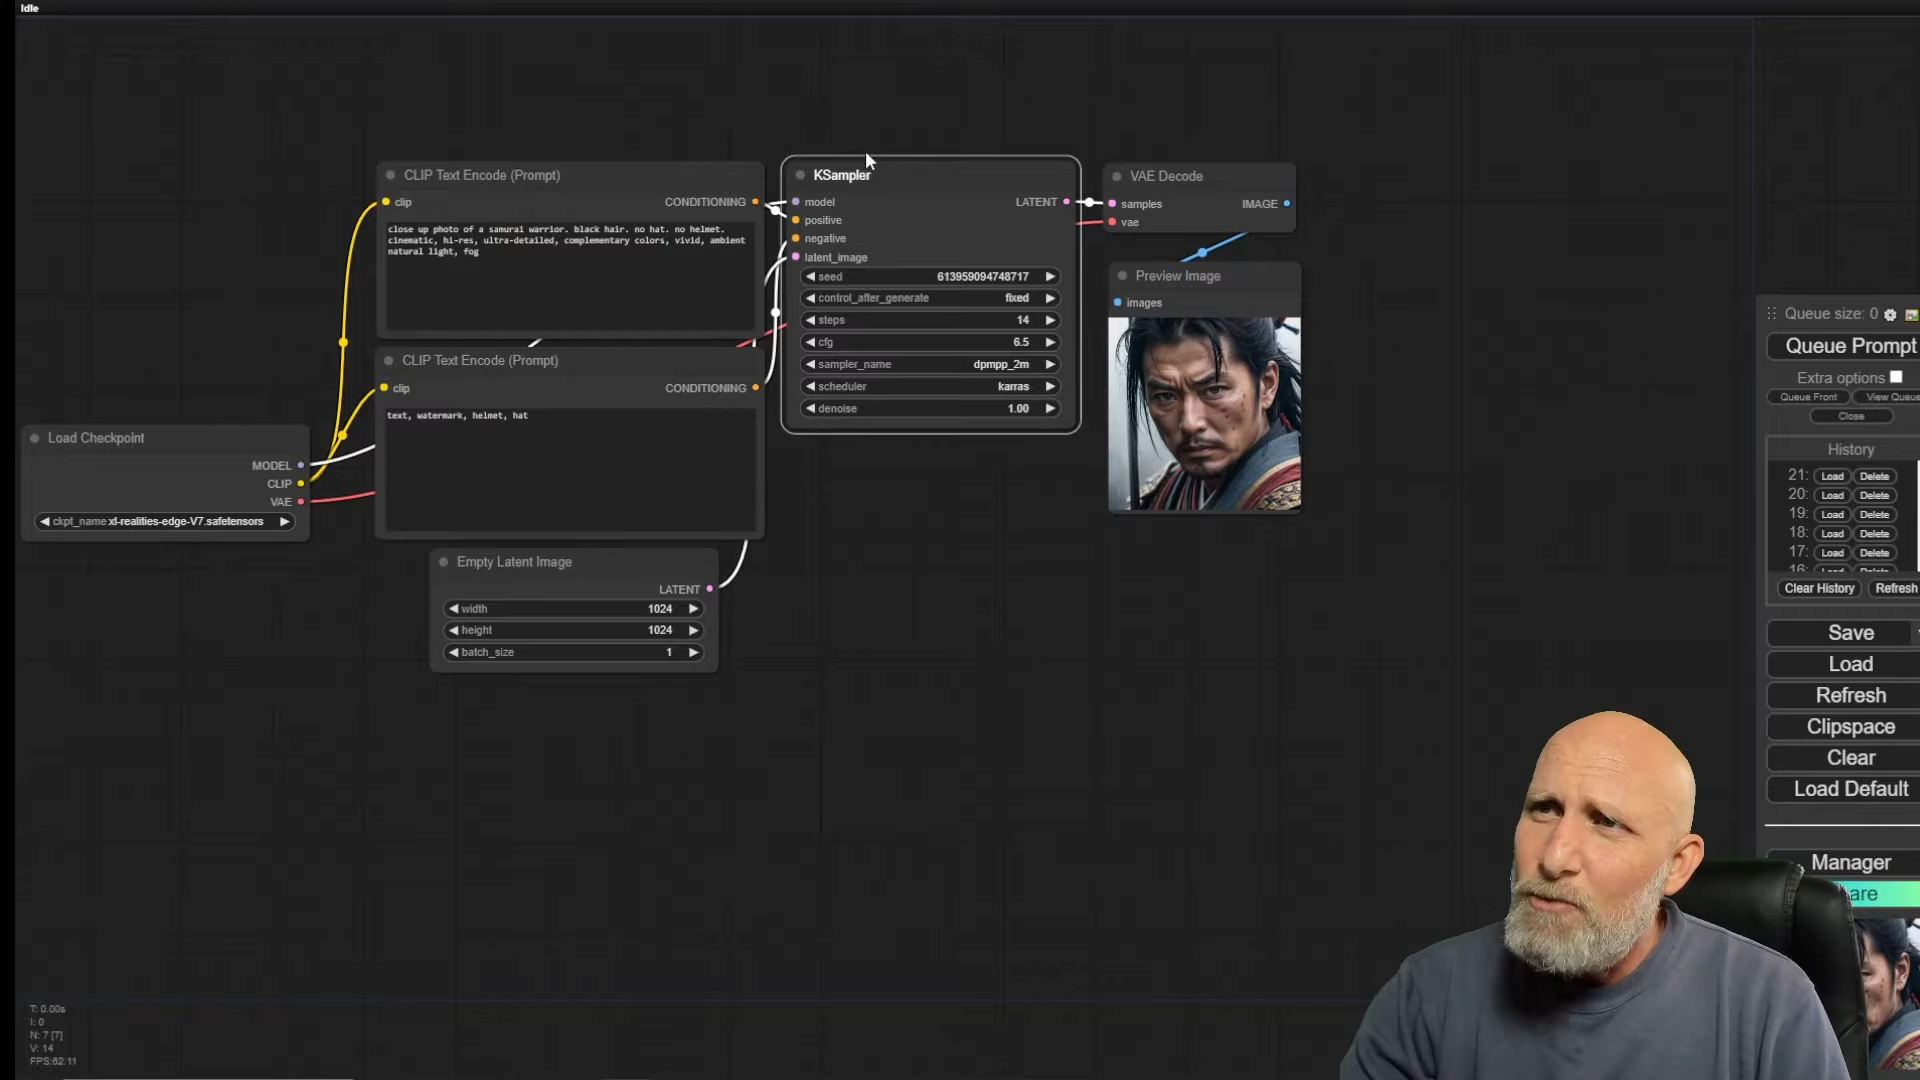 Idle
CLIP Text Encode (Prompt)
clip
CONDITIONING
close up photo of a samurai warrior. black hair. no hat. no helmet.
cinematic, hi-res, ultra-detailed, complementary colors, vivid, ambient
natural light, fog
CLIP Text Encode (Prompt)
clip
CONDITIONING
text, watermark, helmet, hat
Load Checkpoint
MODEL
CLIP
VAE
ckpt_name xl-realities-edge-V7.safetensors
Empty Latent Image
LATENT
width 1024
height 1024
batch_size 1
KSampler
model
LATENT
positive
negative
latent_image
seed 613959094748717
control_after_generate fixed
steps 14
cfg 6.5
sampler_name dpmpp_2m
scheduler karras
denoise 1.00
VAE Decode
samples
IMAGE
vae
Preview Image
images
Queue size: 0
Queue Prompt
Extra options
Queue Front View Queue
Close
History
21: Load Delete
20: Load Delete
19: Load Delete
18: Load Delete
17: Load Delete
16: Load Delete
Clear History Refresh
Save
Load
Refresh
Clipspace
Clear
Load Default
Manager
are
T: 0.00s
I: 0
N: 7 [7]
V: 14
FPS:62.11